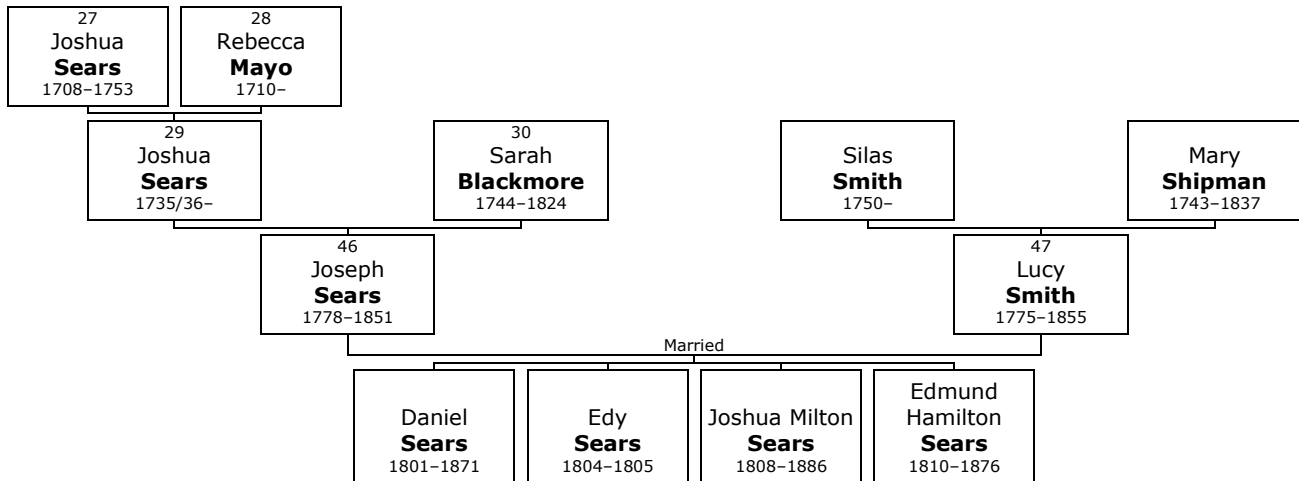 27
Joshua
Sears
1708–1753
28
Rebecca
Mayo
1710–
29
Joshua
Sears
1735/36–
30
Sarah
Blackmore
1744–1824
Silas
Smith
1750–
Mary
Shipman
1743–1837
46
Joseph
Sears
1778–1851
47
Lucy
Smith
1775–1855
Married
Daniel
Sears
1801–1871
Edy
Sears
1804–1805
Joshua Milton
Sears
1808–1886
Edmund
Hamilton
Sears
1810–1876